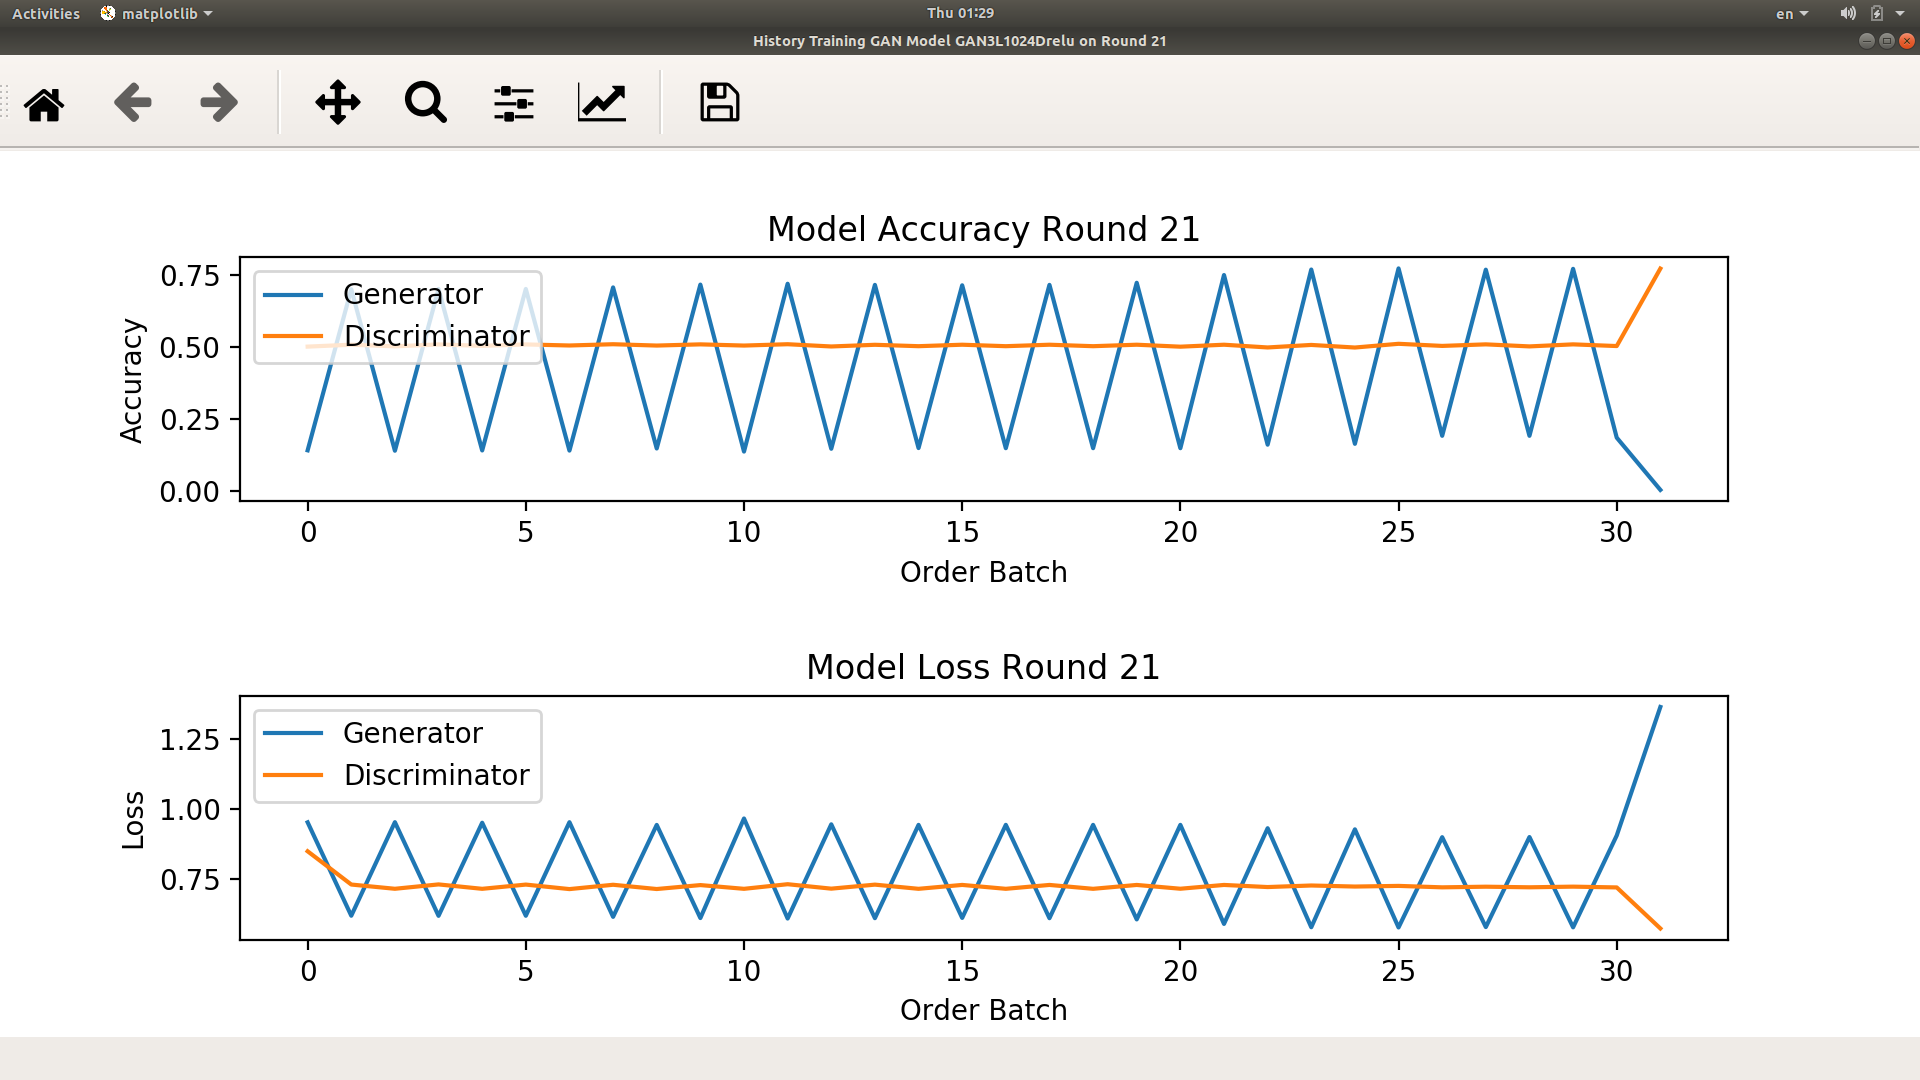 Activities matplotlib Thu 01:29 en
History Training GAN Model GAN3L1024Drelu on Round 21
Model Accuracy Round 21
Accuracy
0.75
0.50
0.25
0.00
Generator
Discriminator
0 5 10 15 20 25 30
Order Batch
Model Loss Round 21
Loss
1.25
1.00
0.75
Generator
Discriminator
0 5 10 15 20 25 30
Order Batch